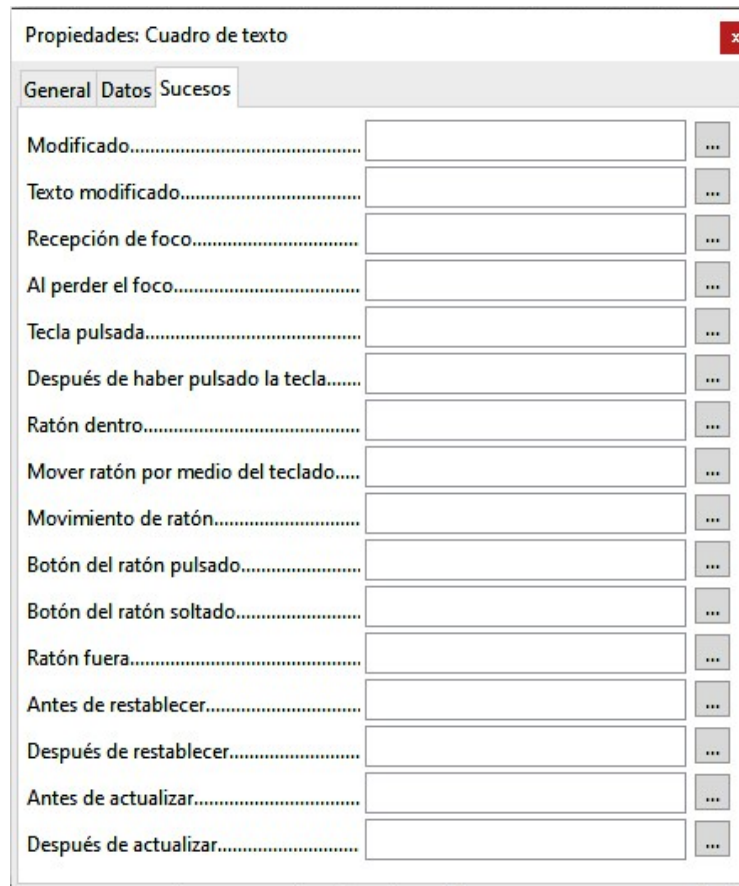 Propiedades: Cuadro de texto x
General Datos Sucesos
Modificado............................................... ...
Texto modificado..................................... ...
Recepción de foco.................................. ...
Al perder el foco...................................... ...
Tecla pulsada............................................ ...
Después de haber pulsado la tecla....... ...
Ratón dentro............................................ ...
Mover ratón por medio del teclado..... ...
Movimiento de ratón.............................. ...
Botón del ratón pulsado......................... ...
Botón del ratón soltado......................... ...
Ratón fuera............................................... ...
Antes de restablecer................................ ...
Después de restablecer........................... ...
Antes de actualizar.................................. ...
Después de actualizar............................. ...